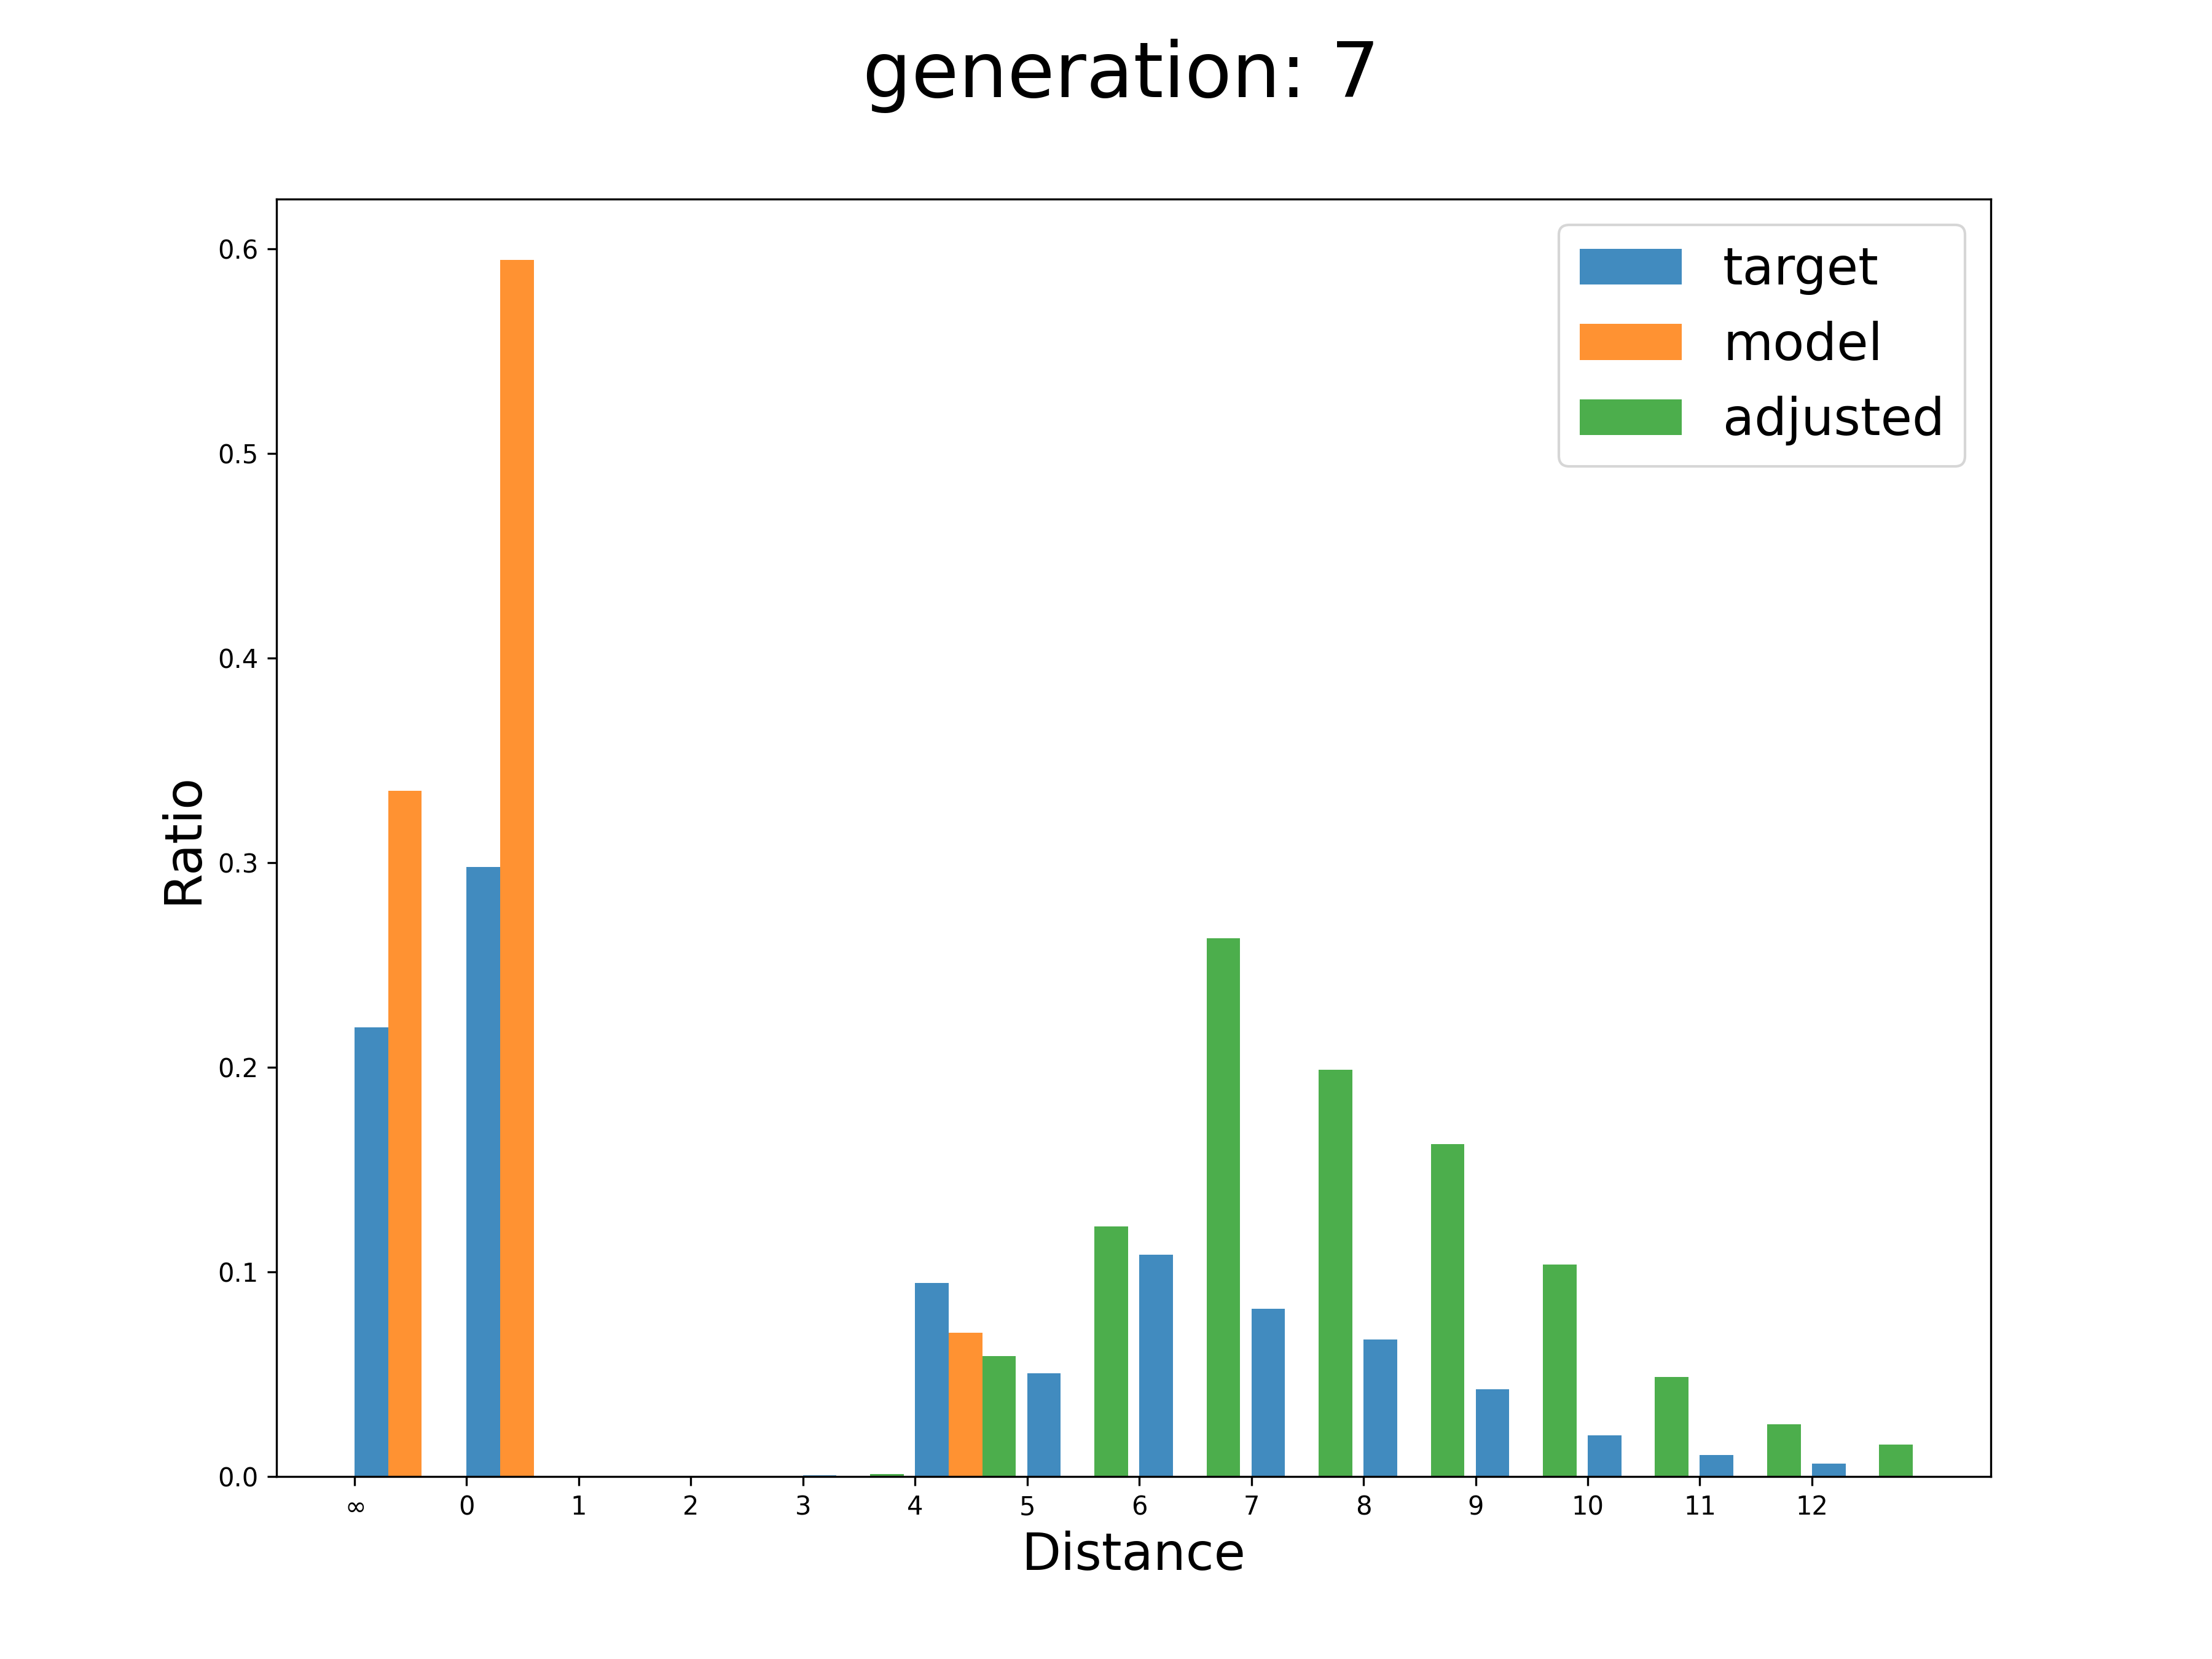 generation: 7
target
model
adjusted
0.6
0.5
0.4
0.3
0.2
0.1
0.0
Ratio
∞ 0 1 2 3 4 5 6 7 8 9 10 11 12
Distance